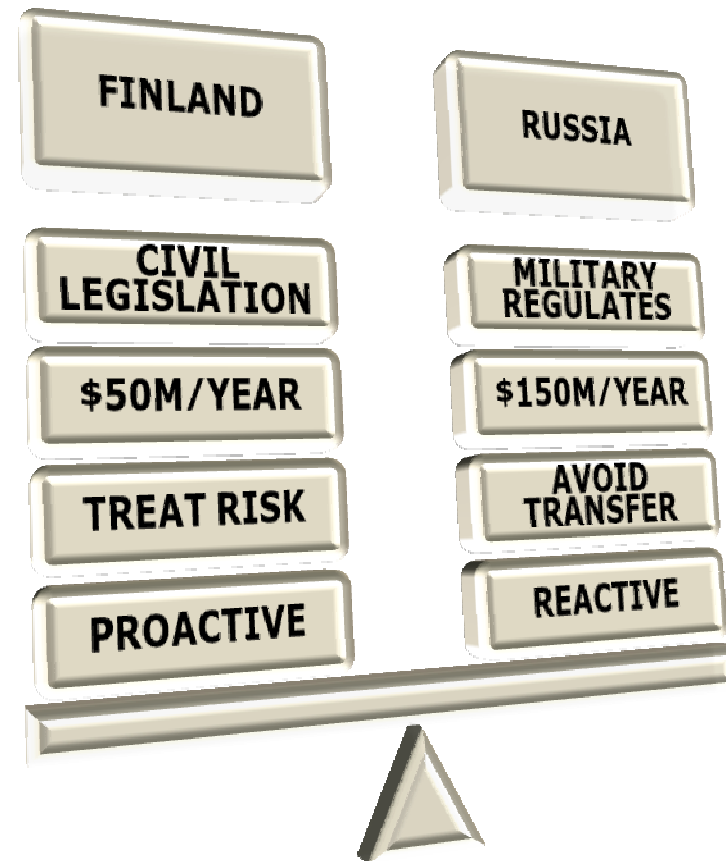 FINLAND
RUSSIA
CIVIL
LEGISLATION
MILITARY
REGULATES
$50M/YEAR
$150M/YEAR
TREAT RISK
AVOID
TRANSFER
PROACTIVE
REACTIVE